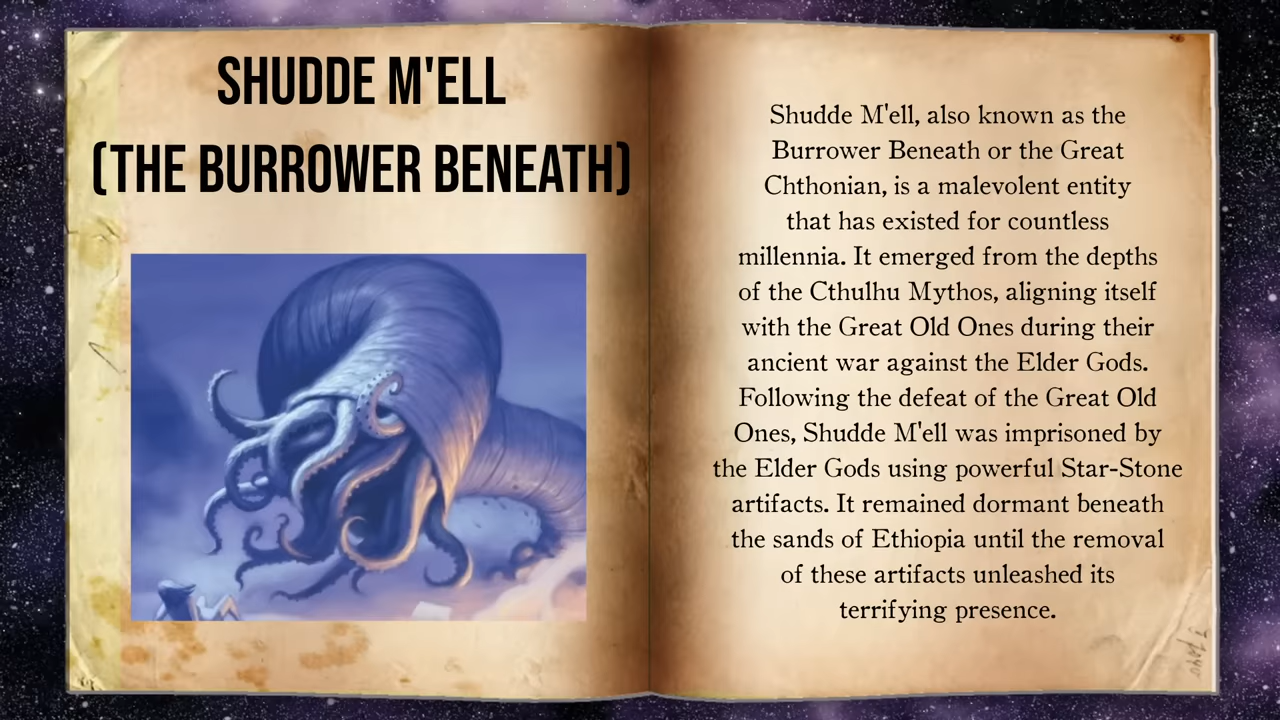 SHUDDE M'ELL
(THE BURROWER BENEATH)
Shudde M'ell, also known as the
Burrower Beneath or the Great
Chthonian, is a malevolent entity
that has existed for countless
millennia. It emerged from the depths
of the Cthulhu Mythos, aligning itself
with the Great Old Ones during their
ancient war against the Elder Gods.
Following the defeat of the Great Old
Ones, Shudde M'ell was imprisoned by
the Elder Gods using powerful Star-Stone
artifacts. It remained dormant beneath
the sands of Ethiopia until the removal
of these artifacts unleashed its
terrifying presence.